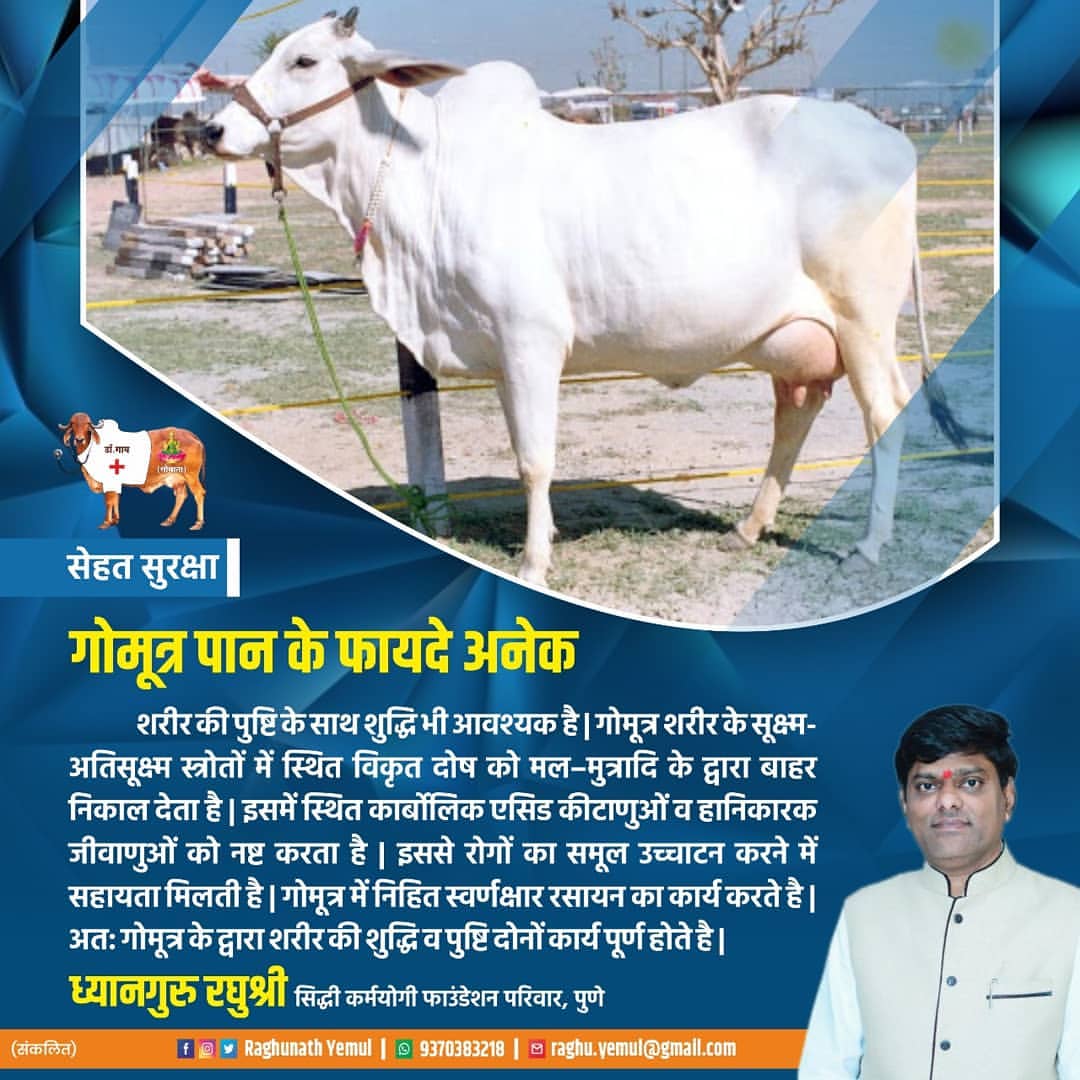 डॉ.गाय
(गोमाता)
सेहत सुरक्षा
गोमूत्र पान के फायदे अनेक
शरीर की पुष्टि के साथ शुद्धि भी आवश्यक है | गोमूत्र शरीर के सूक्ष्म-
अतिसूक्ष्म स्त्रोतों में स्थित विकृत दोष को मल–मुत्रादि के द्वारा बाहर
निकाल देता है | इसमें स्थित कार्बोलिक एसिड कीटाणुओं व हानिकारक
जीवाणुओं को नष्ट करता है | इससे रोगों का समूल उच्चाटन करने में
सहायता मिलती है | गोमूत्र में निहित स्वर्णक्षार रसायन का कार्य करते है |
अतः गोमूत्र के द्वारा शरीर की शुद्धि व पुष्टि दोनों कार्य पूर्ण होते है |
ध्यानगुरु रघुश्री सिद्धी कर्मयोगी फाउंडेशन परिवार, पुणे
(संकलित) Raghunath Yemul | 9370383218 | raghu.yemul@gmail.com